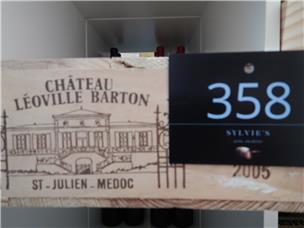 CHÂTEAU
LÉOVILLE BARTON
ST-JULIEN-MEDOC
2005
358
SYLVIE'S